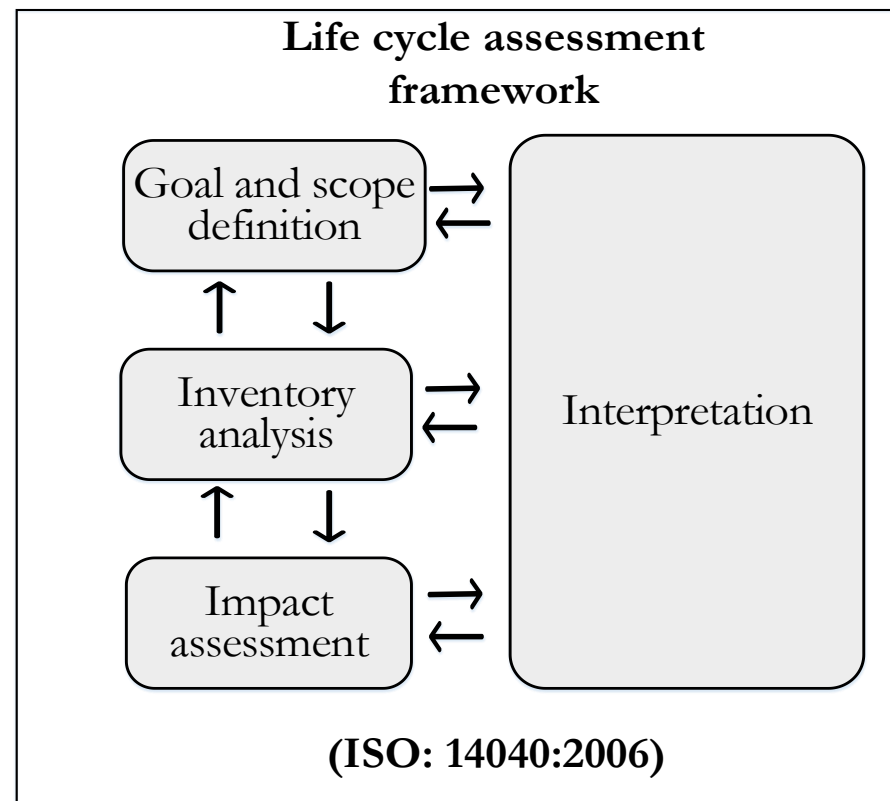 Life cycle assessment
framework
Goal and scope
definition
Inventory
analysis
Interpretation
Impact
assessment
(ISO: 14040:2006)